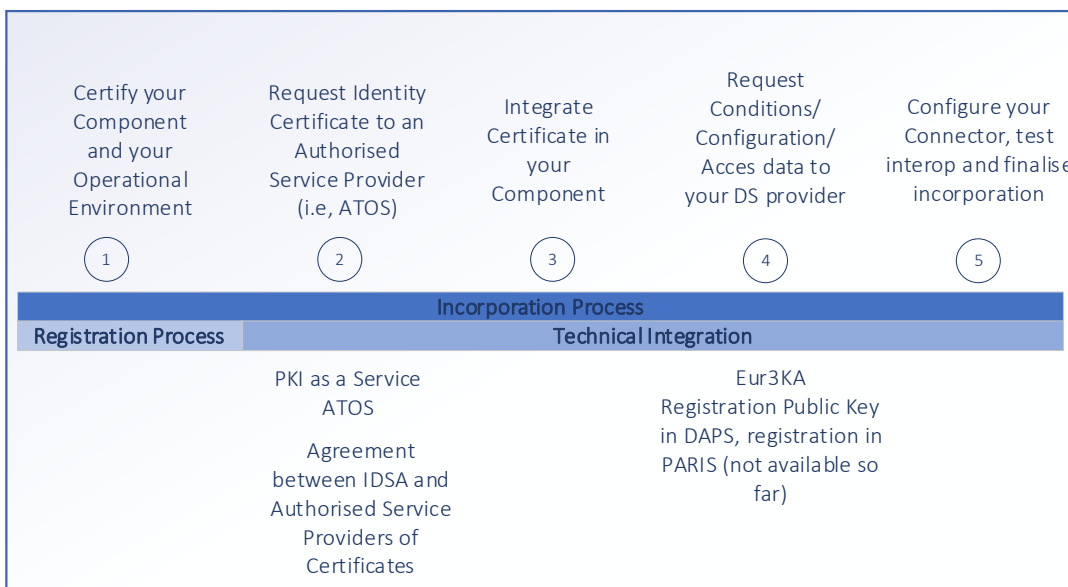 Certify your
Component
and your
Operational
Environment
Request Identity
Certificate to an
Authorised
Service Provider
(i.e, ATOS)
Integrate
Certificate in
your
Component
Request
Conditions/
Configuration/
Acces data to
your DS provider
Configure your
Connector, test
interop and finalise
incorporation
1
2
3
4
5
Incorporation Process
Registration Process
Technical Integration
PKI as a Service
ATOS
Agreement
between IDSA and
Authorised Service
Providers of
Certificates
Eur3KA
Registration Public Key
in DAPS, registration in
PARIS (not available so
far)